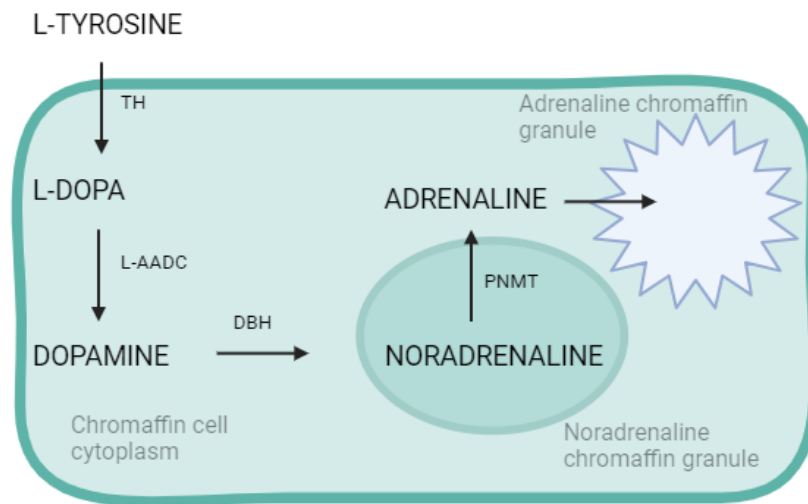 L-TYROSINE
TH
Adrenaline chromaffin
granule
L-DOPA
ADRENALINE
L-AADC
PNMT
DBH
DOPAMINE
NORADRENALINE
Chromaffin cell
cytoplasm
Noradrenaline
chromaffin granule